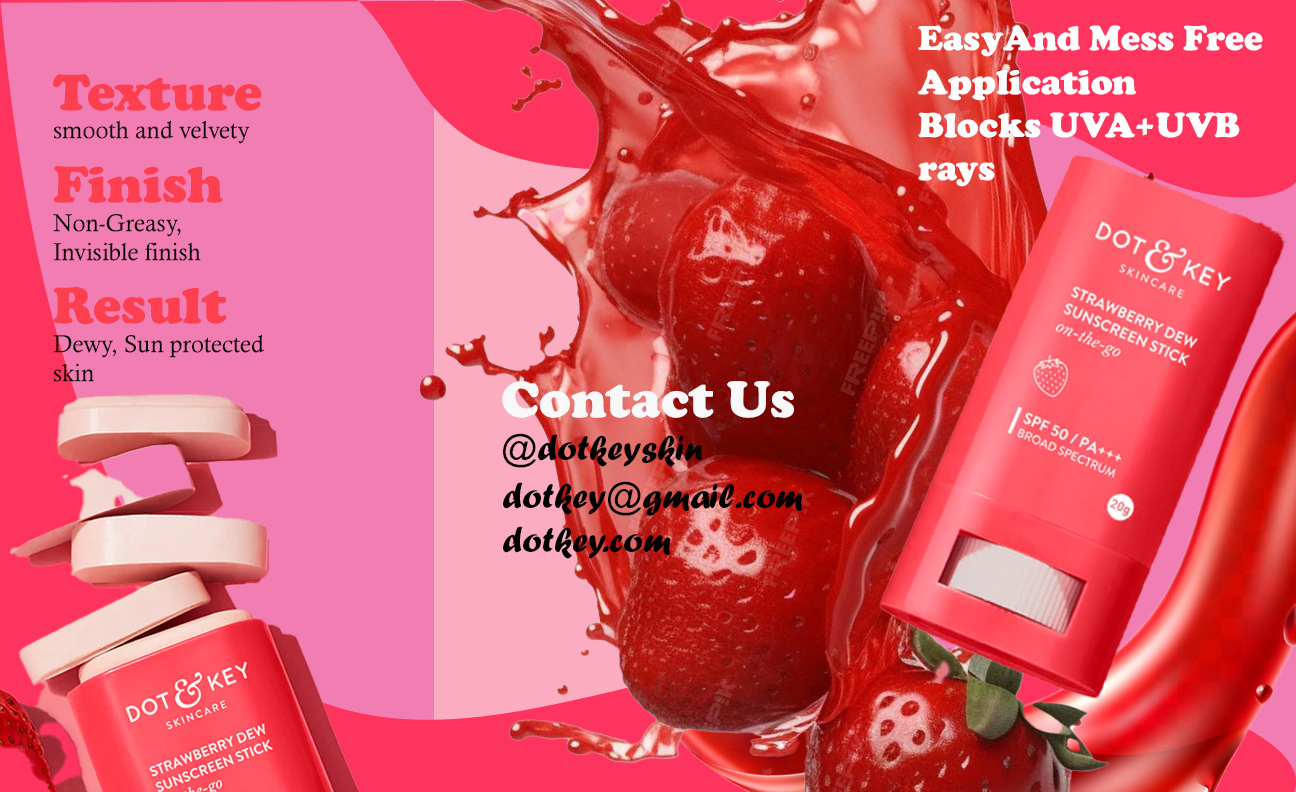 Texture
smooth and velvety
Finish
Non-Greasy,
Invisible finish
Result
Dewy, Sun protected
skin
DOT & KEY
SKINCARE
STRAWBERRY DEW
SUNSCREEN STICK
Contact Us
@dotkeyskin
dotkey@gmail.com
dotkey.com
EasyAnd Mess Free
Application
Blocks UVA+UVB
rays
DOT & KEY
SKINCARE
STRAWBERRY DEW
SUNSCREEN STICK
on-the-go
SPF 50 / PA+++
BROAD SPECTRUM
20g
FREEPIK